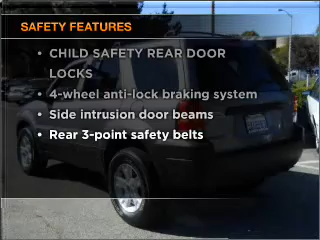 SAFETY FEATURES
• CHILD SAFETY REAR DOOR
LOCKS
• 4-wheel anti-lock braking system
• Side intrusion door beams
• Rear 3-point safety belts